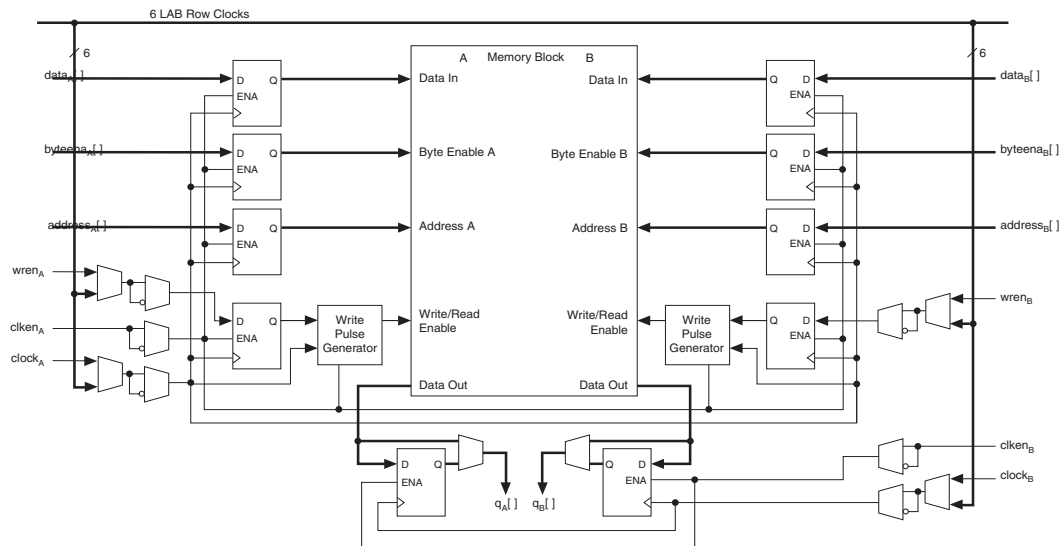 6 LAB Row Clocks
6
6
A Memory Block B
data_A[ ]
D Q
ENA
Data In
Data In
Q D
ENA
data_B[ ]
byteena_A[ ]
D Q
ENA
Byte Enable A
Byte Enable B
Q D
ENA
byteena_B[ ]
address_A[ ]
D Q
ENA
Address A
Address B
Q D
ENA
address_B[ ]
wren_A
clken_A
clock_A
D Q
ENA
Write
Pulse
Generator
Write/Read
Enable
Write/Read
Enable
Write
Pulse
Generator
Q D
ENA
wren_B
Data Out
Data Out
D Q
ENA
q_A[ ]
q_B[ ]
Q D
ENA
clken_B
clock_B